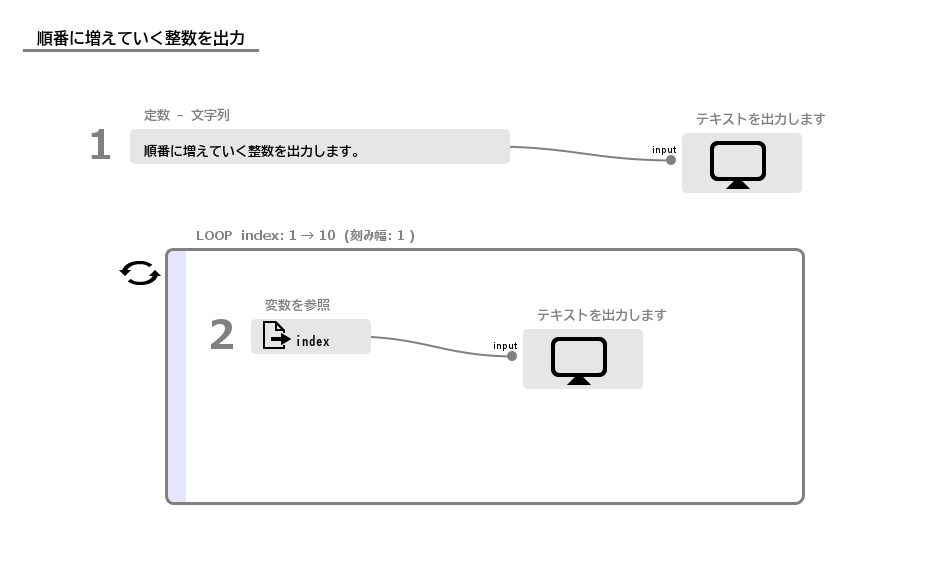 順番に増えていく整数を出力
定数 – 文字列
1
順番に増えていく整数を出力します。
テキストを出力します
input
LOOP index: 1 → 10 (刻み幅: 1 )
変数を参照
2
index
テキストを出力します
input